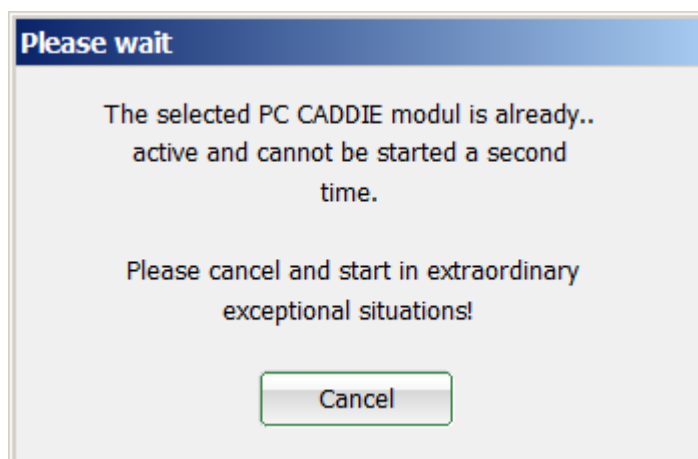 Please wait
The selected PC CADDIE modul is already..
active and cannot be started a second
time.
Please cancel and start in extraordinary
exceptional situations!
Cancel